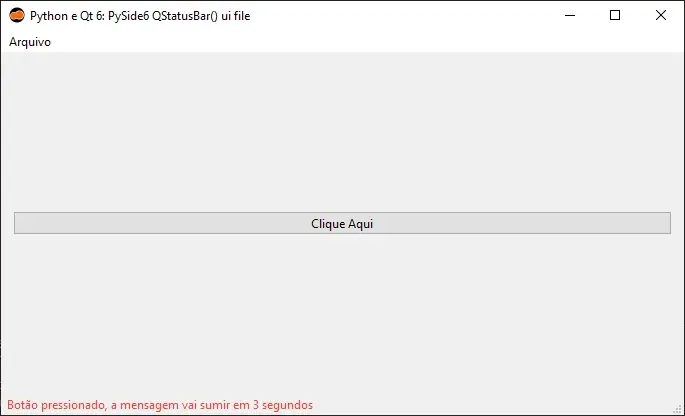 Python e Qt 6: PySide6 QStatusBar() ui file
Arquivo
Clique Aqui
Botão pressionado, a mensagem vai sumir em 3 segundos